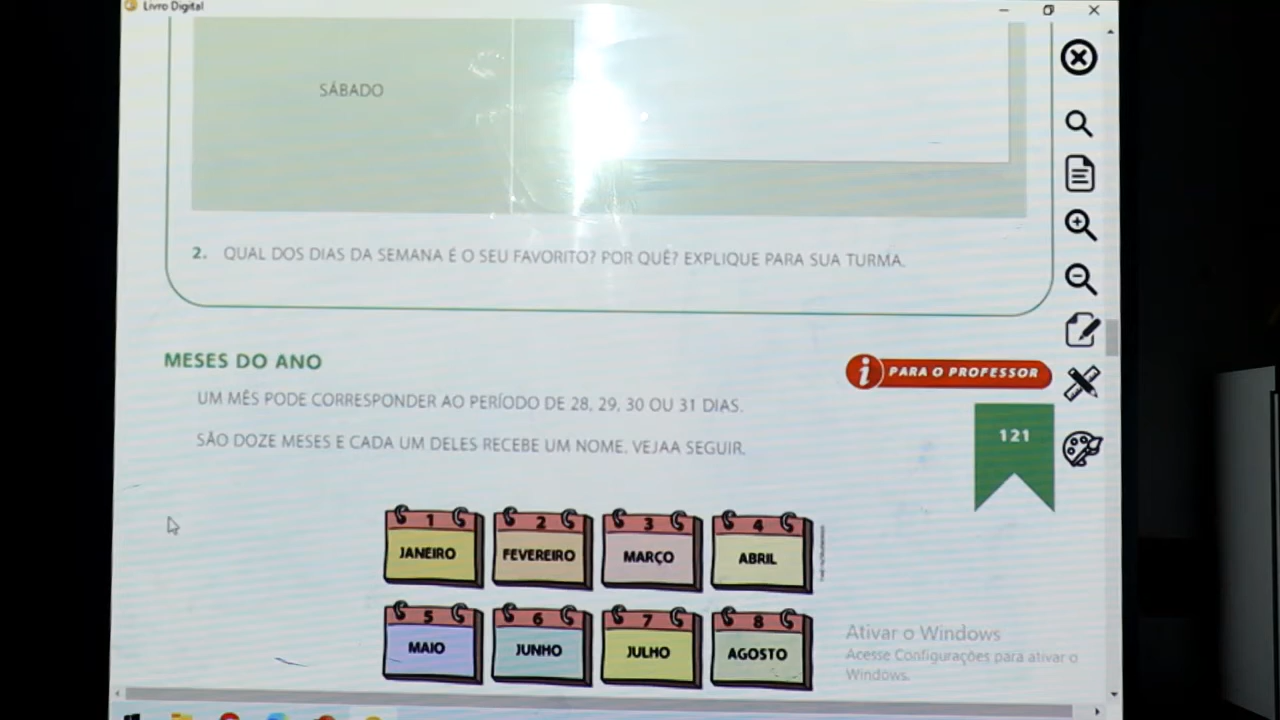 Livro Digital
SÁBADO
2. QUAL DOS DIAS DA SEMANA É O SEU FAVORITO? POR QUÊ? EXPLIQUE PARA SUA TURMA.
MESES DO ANO
i PARA O PROFESSOR
UM MÊS PODE CORRESPONDER AO PERÍODO DE 28, 29, 30 OU 31 DIAS.
121
SÃO DOZE MESES E CADA UM DELES RECEBE UM NOME. VEJAA SEGUIR.
1 2 3 4
JANEIRO FEVEREIRO MARÇO ABRIL
5 6 7 8
MAIO JUNHO JULHO AGOSTO
Ativar o Windows
Acesse Configurações para ativar o
Windows.